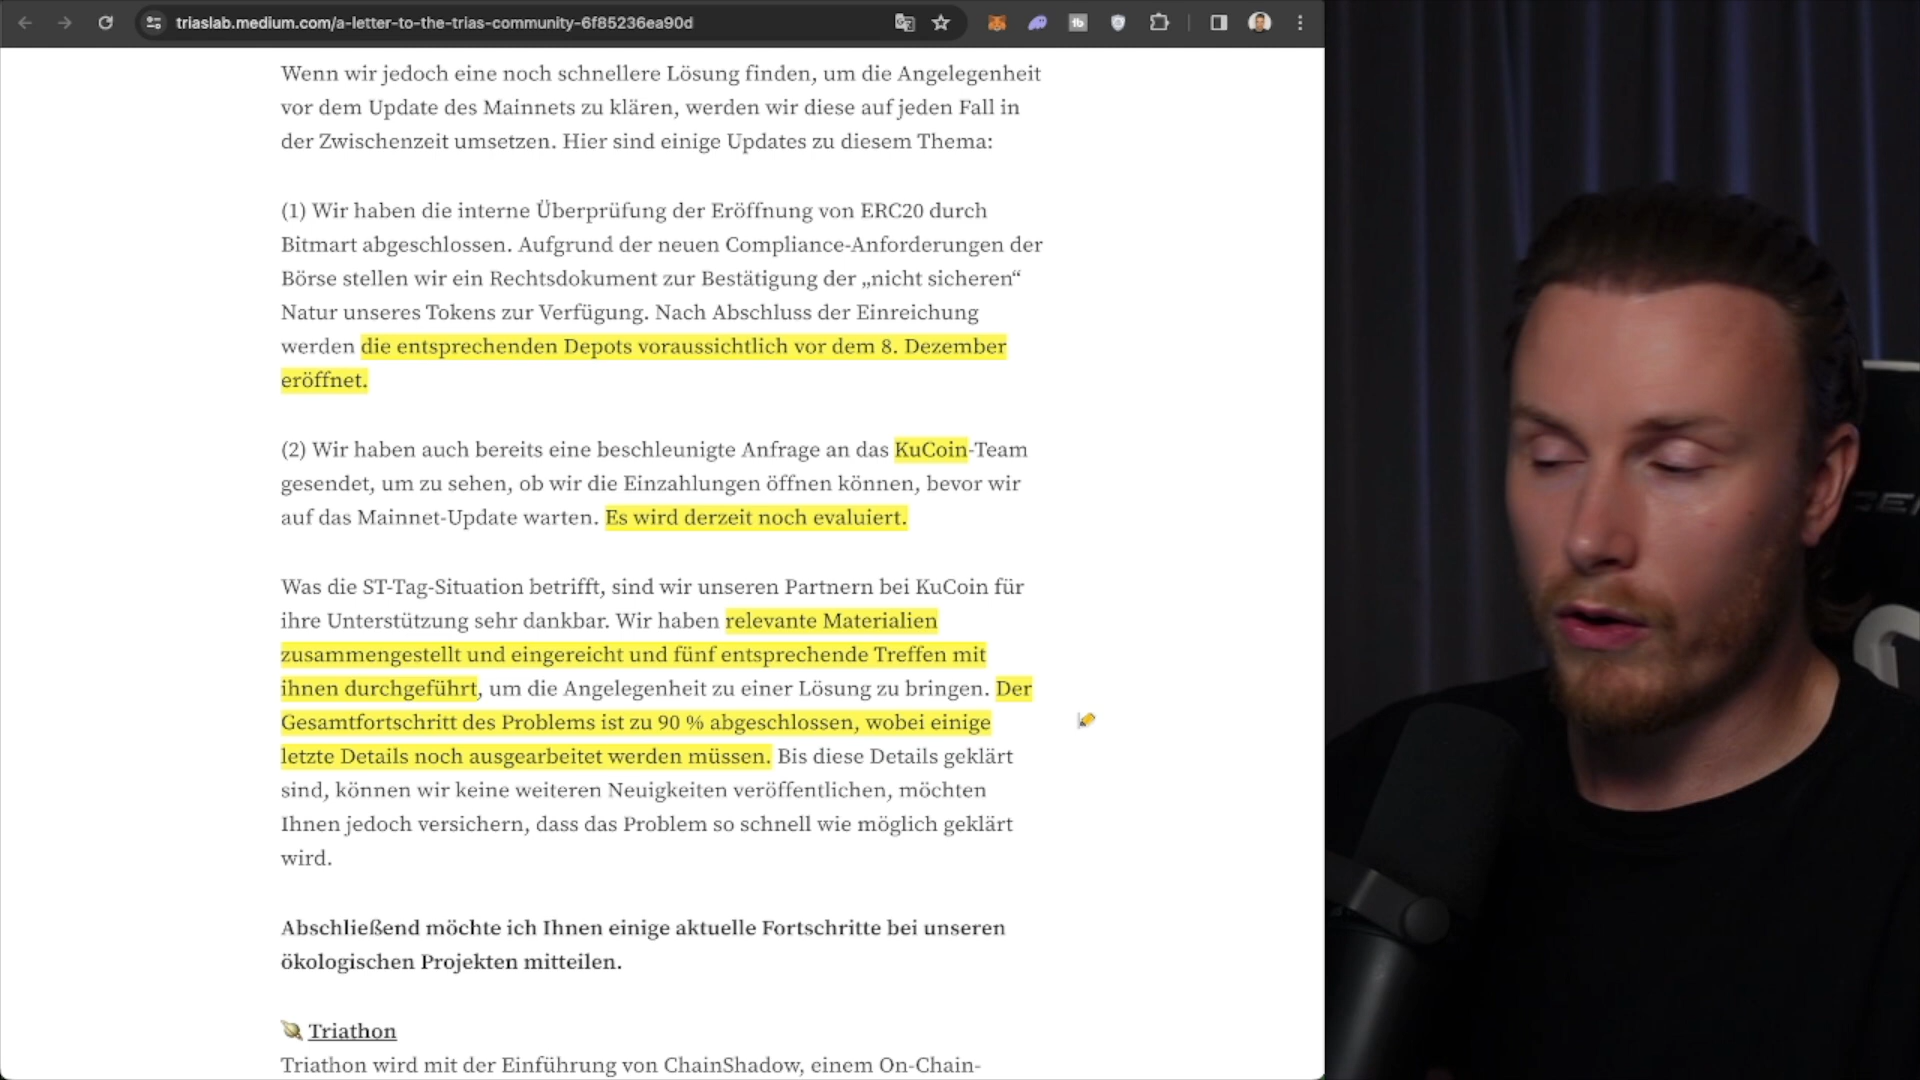 triaslab.medium.com/a-letter-to-the-trias-community-6f85236ea90d
Wenn wir jedoch eine noch schnellere Lösung finden, um die Angelegenheit
vor dem Update des Mainnets zu klären, werden wir diese auf jeden Fall in
der Zwischenzeit umsetzen. Hier sind einige Updates zu diesem Thema:
(1) Wir haben die interne Überprüfung der Eröffnung von ERC20 durch
Bitmart abgeschlossen. Aufgrund der neuen Compliance-Anforderungen der
Börse stellen wir ein Rechtsdokument zur Bestätigung der „nicht sicheren“
Natur unseres Tokens zur Verfügung. Nach Abschluss der Einreichung
werden die entsprechenden Depots voraussichtlich vor dem 8. Dezember
eröffnet.
(2) Wir haben auch bereits eine beschleunigte Anfrage an das KuCoin-Team
gesendet, um zu sehen, ob wir die Einzahlungen öffnen können, bevor wir
auf das Mainnet-Update warten. Es wird derzeit noch evaluiert.
Was die ST-Tag-Situation betrifft, sind wir unseren Partnern bei KuCoin für
ihre Unterstützung sehr dankbar. Wir haben relevante Materialien
zusammengestellt und eingereicht und fünf entsprechende Treffen mit
ihnen durchgeführt, um die Angelegenheit zu einer Lösung zu bringen. Der
Gesamtfortschritt des Problems ist zu 90 % abgeschlossen, wobei einige
letzte Details noch ausgearbeitet werden müssen. Bis diese Details geklärt
sind, können wir keine weiteren Neuigkeiten veröffentlichen, möchten
Ihnen jedoch versichern, dass das Problem so schnell wie möglich geklärt
wird.
Abschließend möchte ich Ihnen einige aktuelle Fortschritte bei unseren
ökologischen Projekten mitteilen.
Triathon
Triathon wird mit der Einführung von ChainShadow, einem On-Chain-